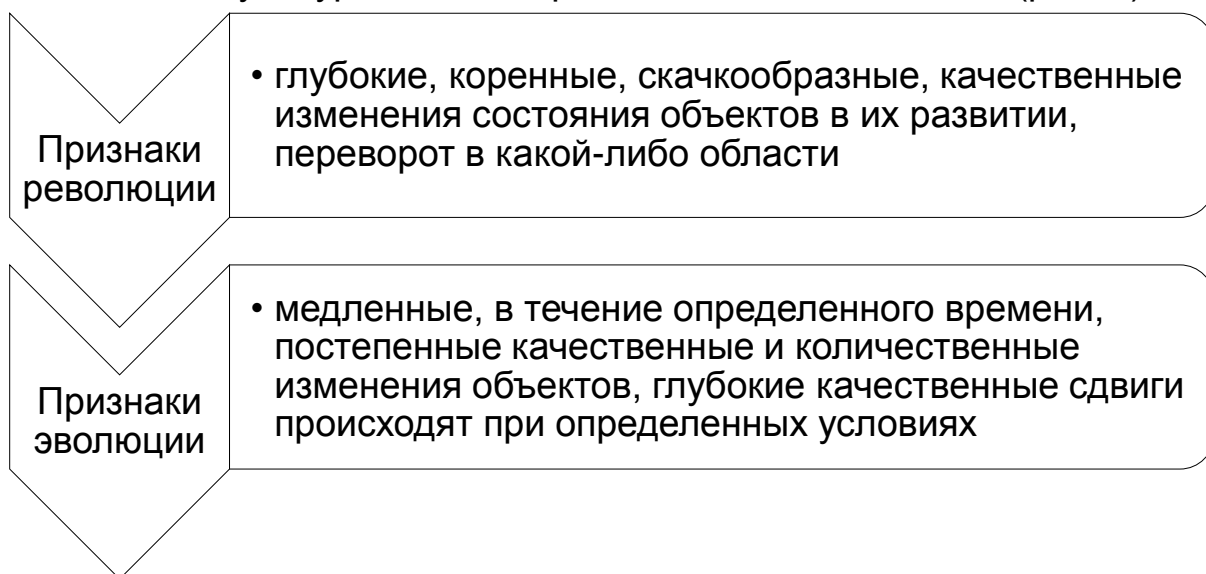 Признаки
революции
• глубокие, коренные, скачкообразные, качественные
изменения состояния объектов в их развитии,
переворот в какой-либо области
Признаки
эволюции
• медленные, в течение определенного времени,
постепенные качественные и количественные
изменения объектов, глубокие качественные сдвиги
происходят при определенных условиях